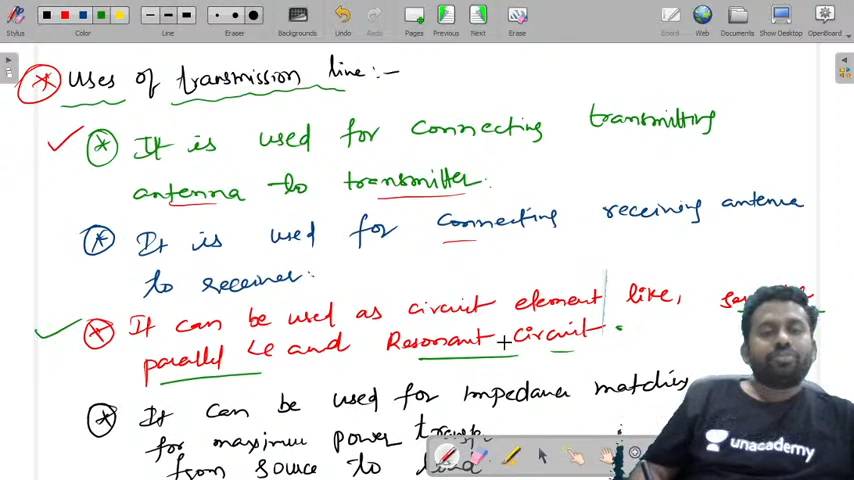 Stylus Color Line Eraser Backgrounds Undo Redo Pages Previous Next Erase Board Web Documents Show Desktop OpenBoard
Uses of transmission line:-
It is used for connecting transmitting
antenna to transmitter.
It is used for connecting receiving antenna
to receiver.
It can be used as circuit element like,
parallel Lc and Resonant circuit
It can be used for impedance matching
for maximum power
from source to
unacademy